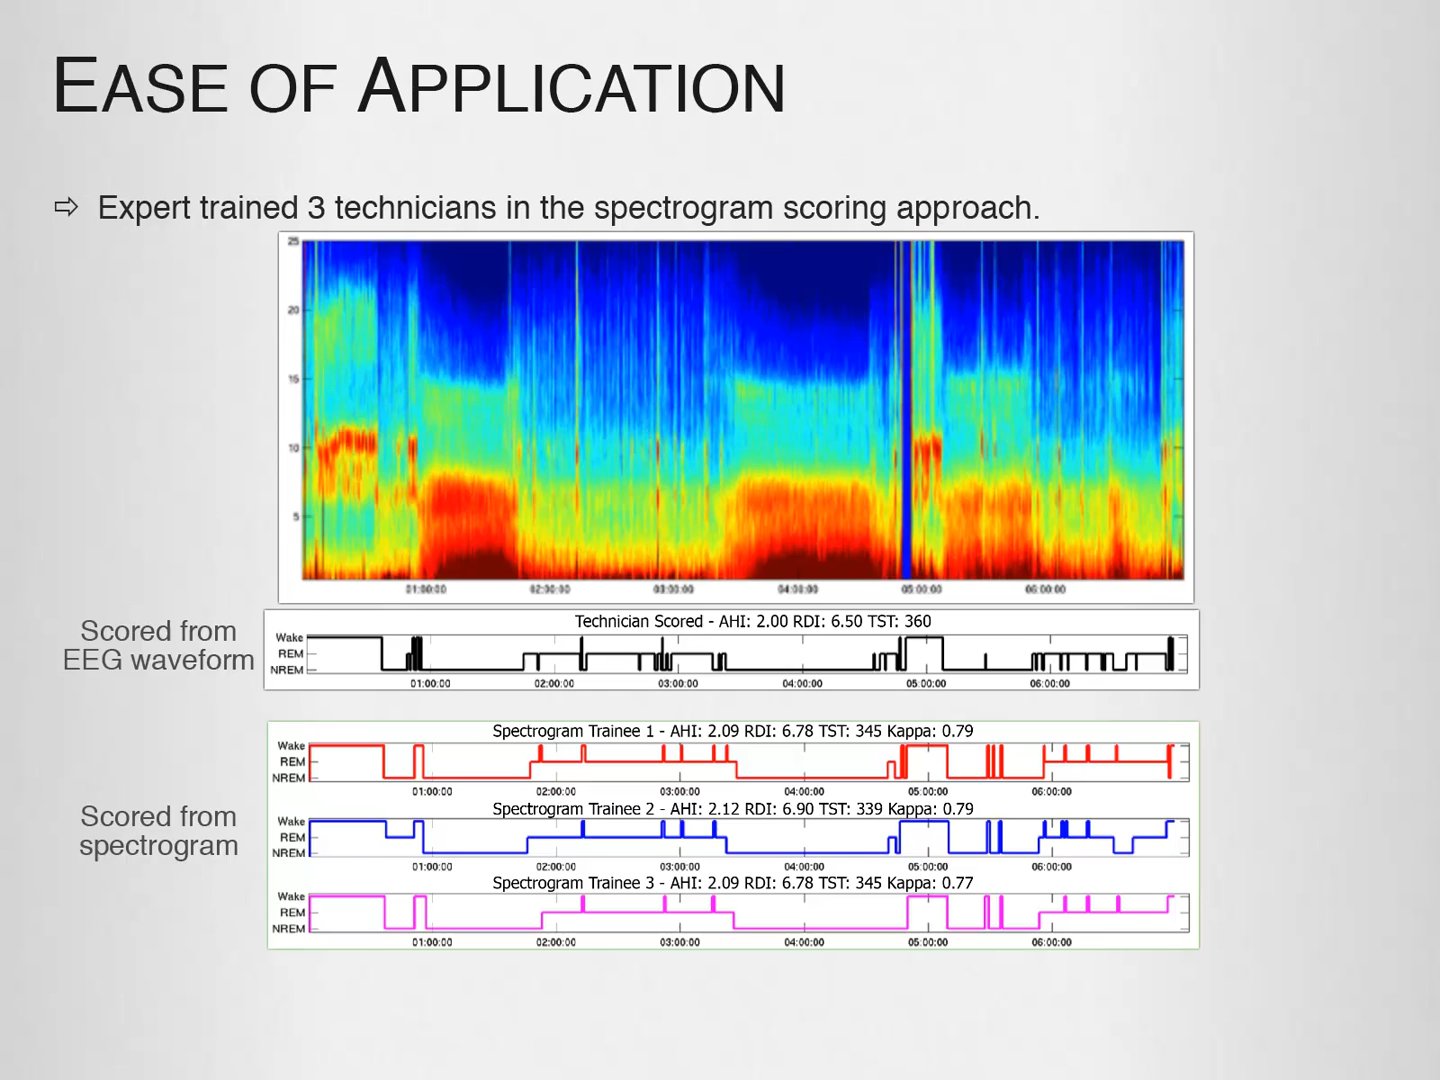 EASE OF APPLICATION
⇨ Expert trained 3 technicians in the spectrogram scoring approach.
25
20
15
10
5
01:00:00 02:00:00 03:00:00 04:00:00 05:00:00 06:00:00
Scored from
EEG waveform
Technician Scored - AHI: 2.00 RDI: 6.50 TST: 360
Wake
REM
NREM
01:00:00 02:00:00 03:00:00 04:00:00 05:00:00 06:00:00
Scored from
spectrogram
Spectrogram Trainee 1 - AHI: 2.09 RDI: 6.78 TST: 345 Kappa: 0.79
Wake
REM
NREM
01:00:00 02:00:00 03:00:00 04:00:00 05:00:00 06:00:00
Spectrogram Trainee 2 - AHI: 2.12 RDI: 6.90 TST: 339 Kappa: 0.79
Wake
REM
NREM
01:00:00 02:00:00 03:00:00 04:00:00 05:00:00 06:00:00
Spectrogram Trainee 3 - AHI: 2.09 RDI: 6.78 TST: 345 Kappa: 0.77
Wake
REM
NREM
01:00:00 02:00:00 03:00:00 04:00:00 05:00:00 06:00:00